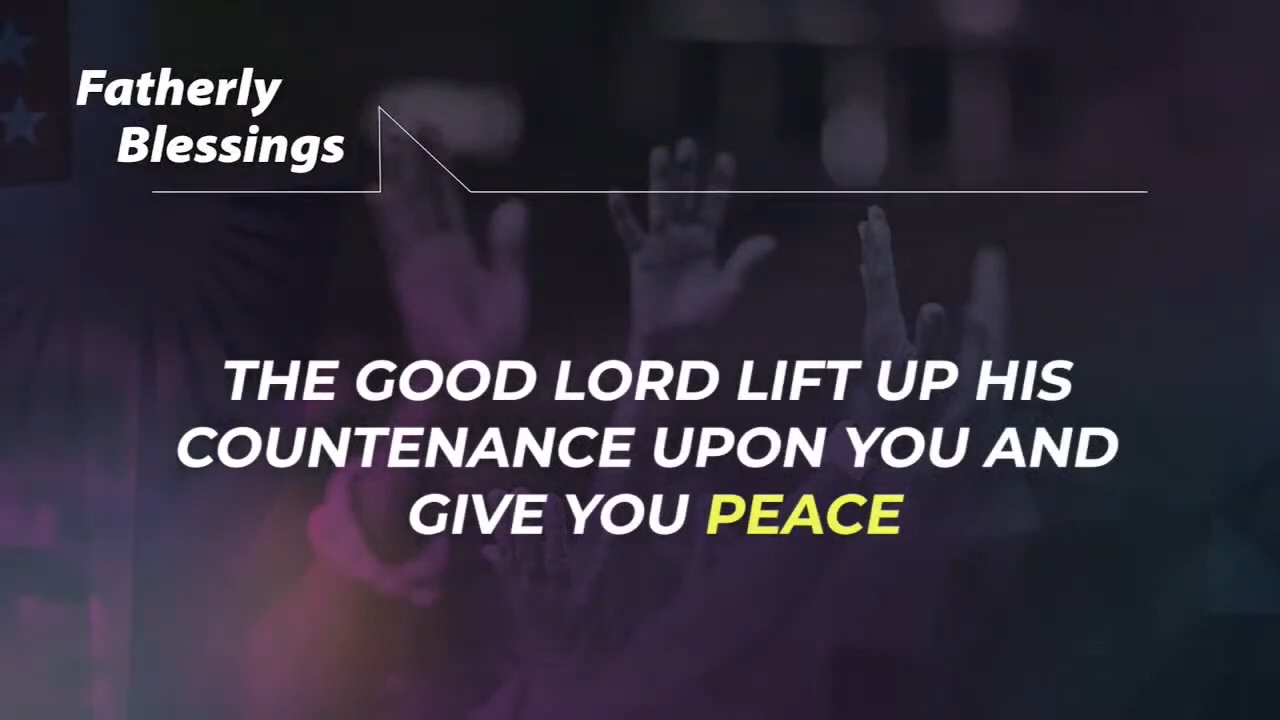 Fatherly
Blessings
THE GOOD LORD LIFT UP HIS
COUNTENANCE UPON YOU AND
GIVE YOU PEACE